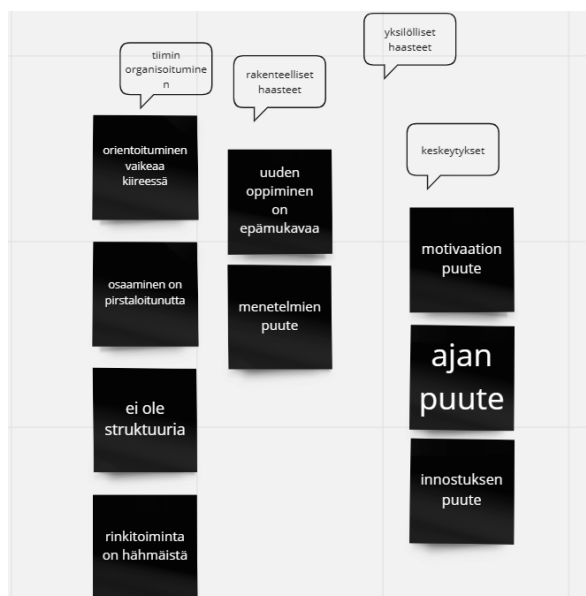 tiimin
organisoitumine
n
orientoituminen
vaikeaa
kiireessä
osaaminen on
pirstaloitunutta
ei ole
struktuuria
rinkitoiminta
on hähmäistä
rakenteelliset
haasteet
uuden
oppiminen
on
epämukavaa
menetelmien
puute
yksilölliset
haasteet
keskeytykset
motivaation
puute
ajan
puute
innostuksen
puute